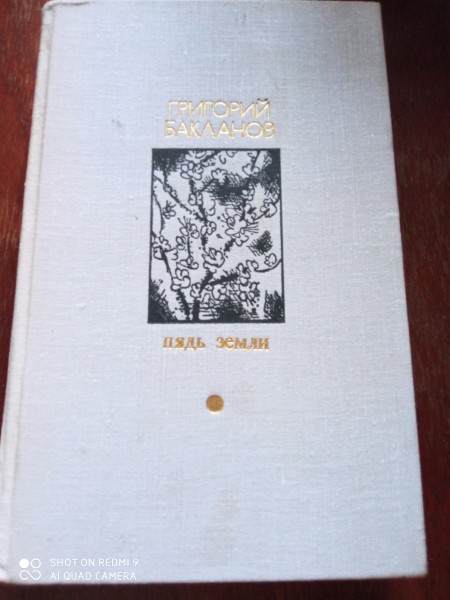 ГРИГОРИЙ
БАКЛАНОВ
пядь земли
SHOT ON REDMI 9
AI QUAD CAMERA